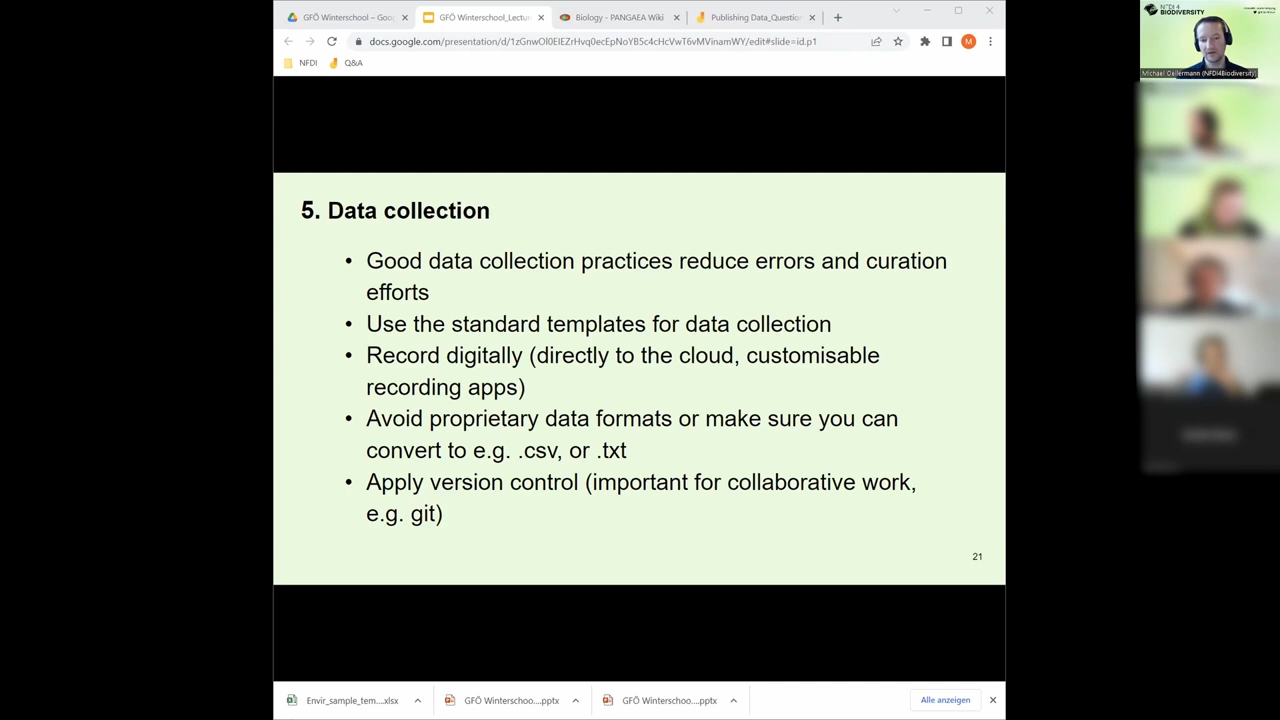 GFÖ Winterschool – Goo
GFÖ Winterschool_Lectu
Biology - PANGAEA Wiki
Publishing Data_Question
docs.google.com/presentation/d/1zGnwOl0ElEZrHvq0ecEpNoYB5c4cHcVwT6vMVinamWY/edit#slide=id.p1
M
NFDI
Q&A
5. Data collection
• Good data collection practices reduce errors and curation
efforts
• Use the standard templates for data collection
• Record digitally (directly to the cloud, customisable
recording apps)
• Avoid proprietary data formats or make sure you can
convert to e.g. .csv, or .txt
• Apply version control (important for collaborative work,
e.g. git)
21
Envir_sample_tem....xlsx
GFÖ Winterschoo....pptx
GFÖ Winterschoo....pptx
Alle anzeigen
NFDI 4
BIODIVERSITY
Michael Oellermann (NFDI4Biodiversity)